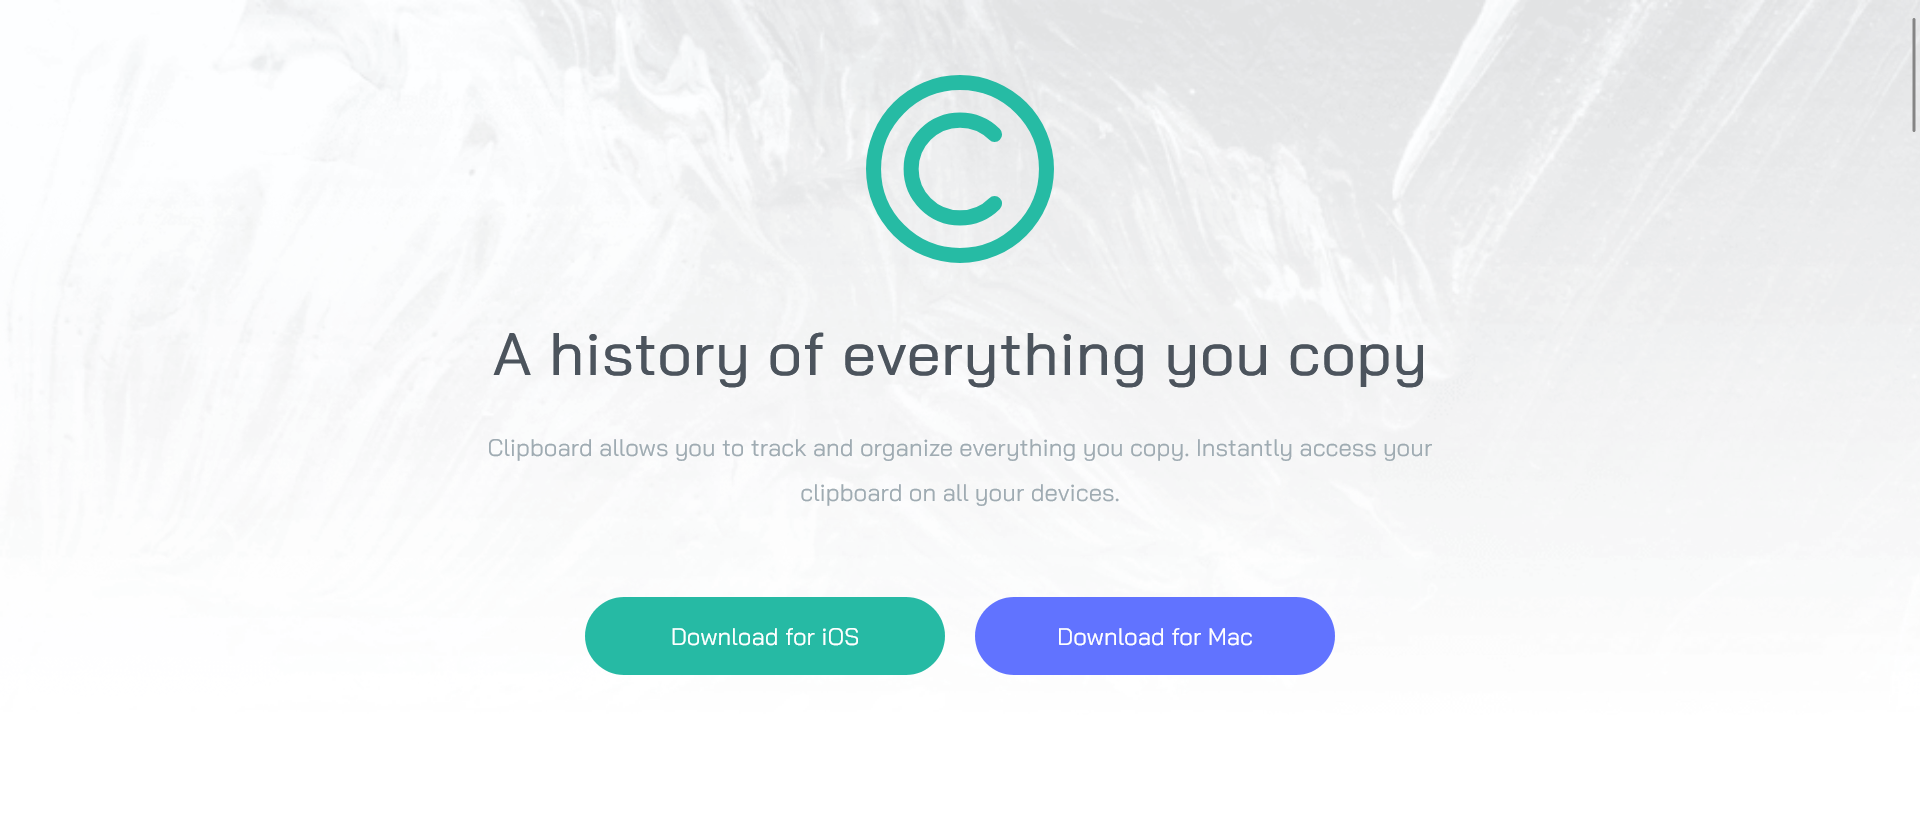 A history of everything you copy
Clipboard allows you to track and organize everything you copy. Instantly access your
clipboard on all your devices.
Download for iOS
Download for Mac